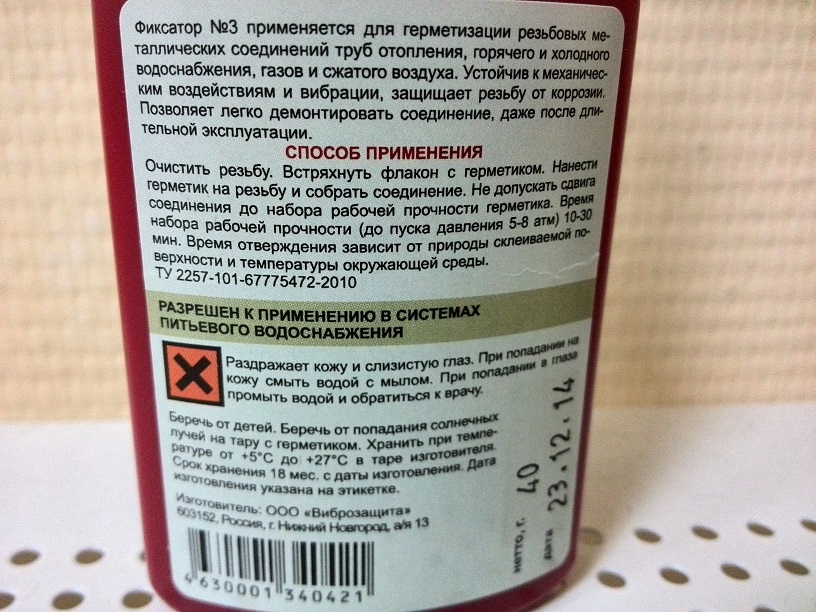 Фиксатор №3 применяется для герметизации резьбовых ме-
таллических соединений труб отопления, горячего и холодного
водоснабжения, газов и сжатого воздуха. Устойчив к механичес-
ким воздействиям и вибрации, защищает резьбу от коррозии.
Позволяет легко демонтировать соединение, даже после дли-
тельной эксплуатации.
СПОСОБ ПРИМЕНЕНИЯ
Очистить резьбу. Встряхнуть флакон с герметиком. Нанести
герметик на резьбу и собрать соединение. Не допускать сдвига
соединения до набора рабочей прочности герметика. Время
набора рабочей прочности (до пуска давления 5-8 атм) 10-30
мин. Время отверждения зависит от природы склеиваемой по-
верхности и температуры окружающей среды.
ТУ 2257-101-67775472-2010
РАЗРЕШЕН К ПРИМЕНЕНИЮ В СИСТЕМАХ
ПИТЬЕВОГО ВОДОСНАБЖЕНИЯ
Раздражает кожу и слизистую глаз. При попадании на
кожу смыть водой с мылом. При попадании в глаза
промыть водой и обратиться к врачу.
Беречь от детей. Беречь от попадания солнечных
лучей на тару с герметиком. Хранить при темпе-
ратуре от +5°С до +27°С в таре изготовителя.
Срок хранения 18 мес. с даты изготовления. Дата
изготовления указана на этикетке.
Изготовитель: ООО «Виброзащита»
603152, Россия, г. Нижний Новгород, а/я 13
4 630001 340421
нетто, г. 40
дата 23.12.14